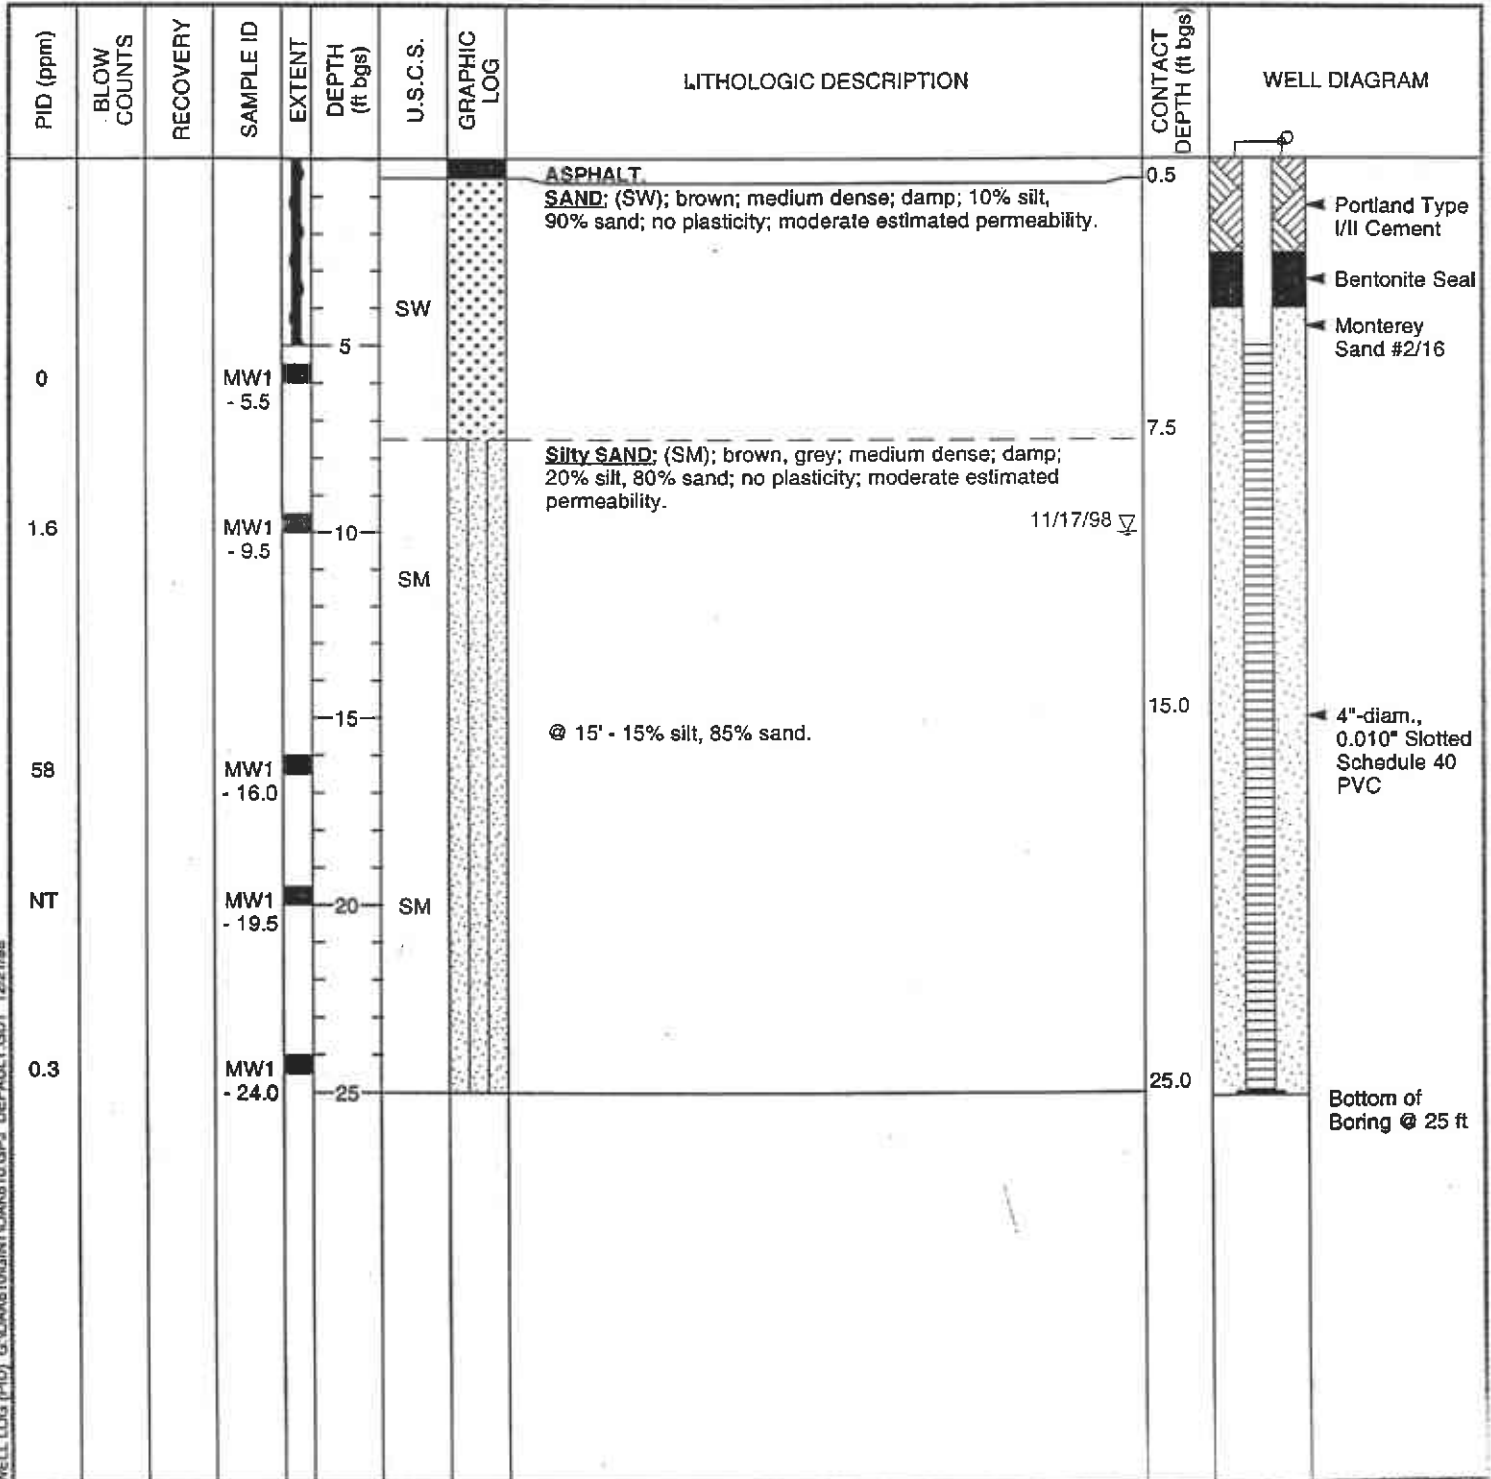 PID (ppm)
BLOW
COUNTS
RECOVERY
SAMPLE ID
EXTENT
DEPTH
(ft bgs)
U.S.C.S.
GRAPHIC
LOG
LITHOLOGIC DESCRIPTION
CONTACT
DEPTH (ft bgs)
WELL DIAGRAM
ASPHALT.
0.5
SAND; (SW); brown; medium dense; damp; 10% silt,
90% sand; no plasticity; moderate estimated permeability.
Portland Type
I/II Cement
Bentonite Seal
SW
Monterey
Sand #2/16
5
0
MW1
- 5.5
7.5
Silty SAND; (SM); brown, grey; medium dense; damp;
20% silt, 80% sand; no plasticity; moderate estimated
permeability.
11/17/98
1.6
MW1
- 9.5
10
SM
15
15.0
@ 15' - 15% silt, 85% sand.
4"-diam.,
0.010" Slotted
Schedule 40
PVC
58
MW1
- 16.0
NT
MW1
- 19.5
20
SM
0.3
MW1
- 24.0
25
25.0
Bottom of
Boring @ 25 ft
WELL LOG (PID)